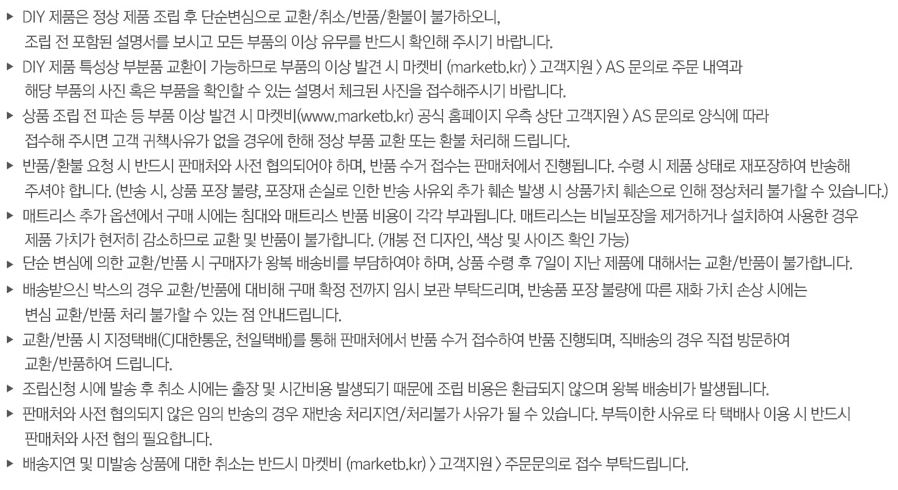 ▶ DIY 제품은 정상 제품 조립 후 단순변심으로 교환/취소/반품/환불이 불가하오니,
조립 전 포함된 설명서를 보시고 모든 부품의 이상 유무를 반드시 확인해 주시기 바랍니다.
▶ DIY 제품 특성상 부분품 교환이 가능하므로 부품의 이상 발견 시 마켓비 (marketb.kr) > 고객지원 > AS 문의로 주문 내역과
해당 부품의 사진 혹은 부품을 확인할 수 있는 설명서 체크된 사진을 접수해주시기 바랍니다.
▶ 상품 조립 전 파손 등 부품 이상 발견 시 마켓비(www.marketb.kr) 공식 홈페이지 우측 상단 고객지원 > AS 문의로 양식에 따라
접수해 주시면 고객 귀책사유가 없을 경우에 한해 정상 부품 교환 또는 환불 처리해 드립니다.
▶ 반품/환불 요청 시 반드시 판매처와 사전 협의되어야 하며, 반품 수거 접수는 판매처에서 진행됩니다. 수령 시 제품 상태로 재포장하여 반송해
주셔야 합니다. (반송 시, 상품 포장 불량, 포장재 손실로 인한 반송 사유외 추가 훼손 발생 시 상품가치 훼손으로 인해 정상처리 불가할 수 있습니다.)
▶ 매트리스 추가 옵션에서 구매 시에는 침대와 매트리스 반품 비용이 각각 부과됩니다. 매트리스는 비닐포장을 제거하거나 설치하여 사용한 경우
제품 가치가 현저히 감소하므로 교환 및 반품이 불가합니다. (개봉 전 디자인, 색상 및 사이즈 확인 가능)
▶ 단순 변심에 의한 교환/반품 시 구매자가 왕복 배송비를 부담하여야 하며, 상품 수령 후 7일이 지난 제품에 대해서는 교환/반품이 불가합니다.
▶ 배송받으신 박스의 경우 교환/반품에 대비해 구매 확정 전까지 임시 보관 부탁드리며, 반송품 포장 불량에 따른 재화 가치 손상 시에는
변심 교환/반품 처리 불가할 수 있는 점 안내드립니다.
▶ 교환/반품 시 지정택배(CJ대한통운, 천일택배)를 통해 판매처에서 반품 수거 접수하여 반품 진행되며, 직배송의 경우 직접 방문하여
교환/반품하여 드립니다.
▶ 조립신청 시에 발송 후 취소 시에는 출장 및 시간비용 발생되기 때문에 조립 비용은 환급되지 않으며 왕복 배송비가 발생됩니다.
▶ 판매처와 사전 협의되지 않은 임의 반송의 경우 재반송 처리지연/처리불가 사유가 될 수 있습니다. 부득이한 사유로 타 택배사 이용 시 반드시
판매처와 사전 협의 필요합니다.
▶ 배송지연 및 미발송 상품에 대한 취소는 반드시 마켓비 (marketb.kr) > 고객지원 > 주문문의로 접수 부탁드립니다.